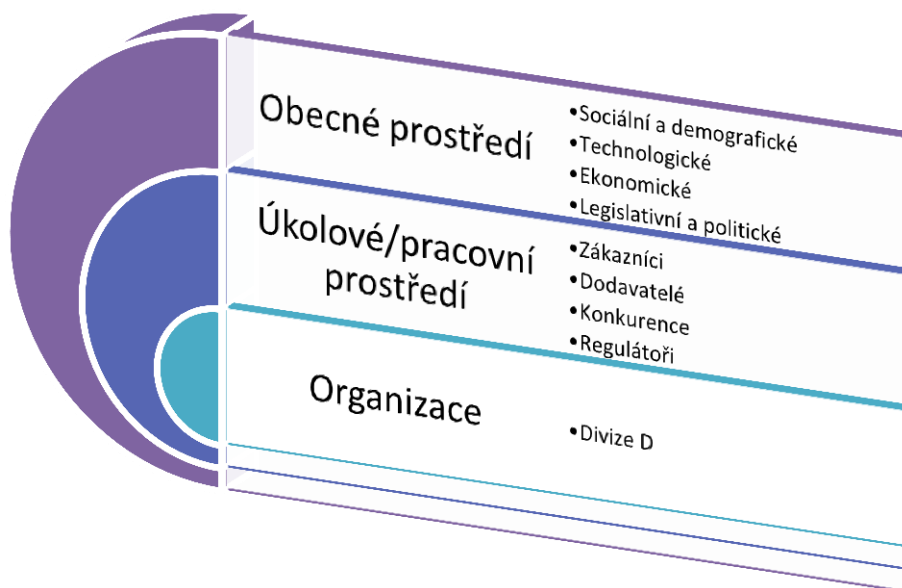 Obecné prostředí
•Sociální a demografické
•Technologické
•Ekonomické
•Legislativní a politické
Úkolové/pracovní
prostředí
•Zákazníci
•Dodavatelé
•Konkurence
•Regulátoři
Organizace
•Divize D